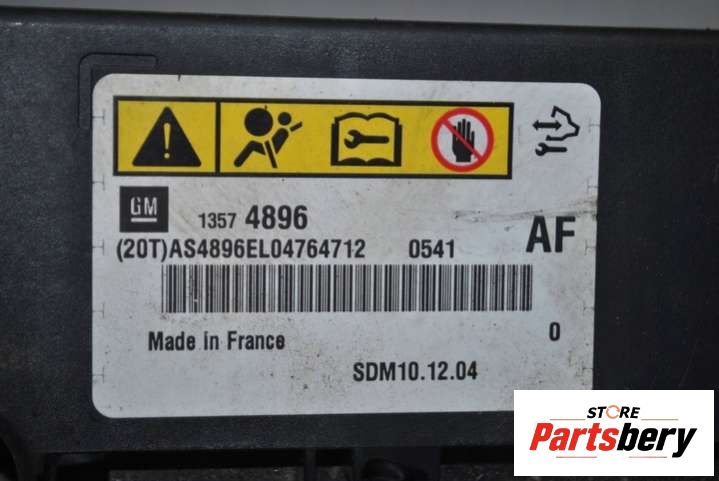 GM
1357 4896
(20T)AS4896EL04764712 0541 AF
Made in France 0
SDM10.12.04
STORE
Partsbery